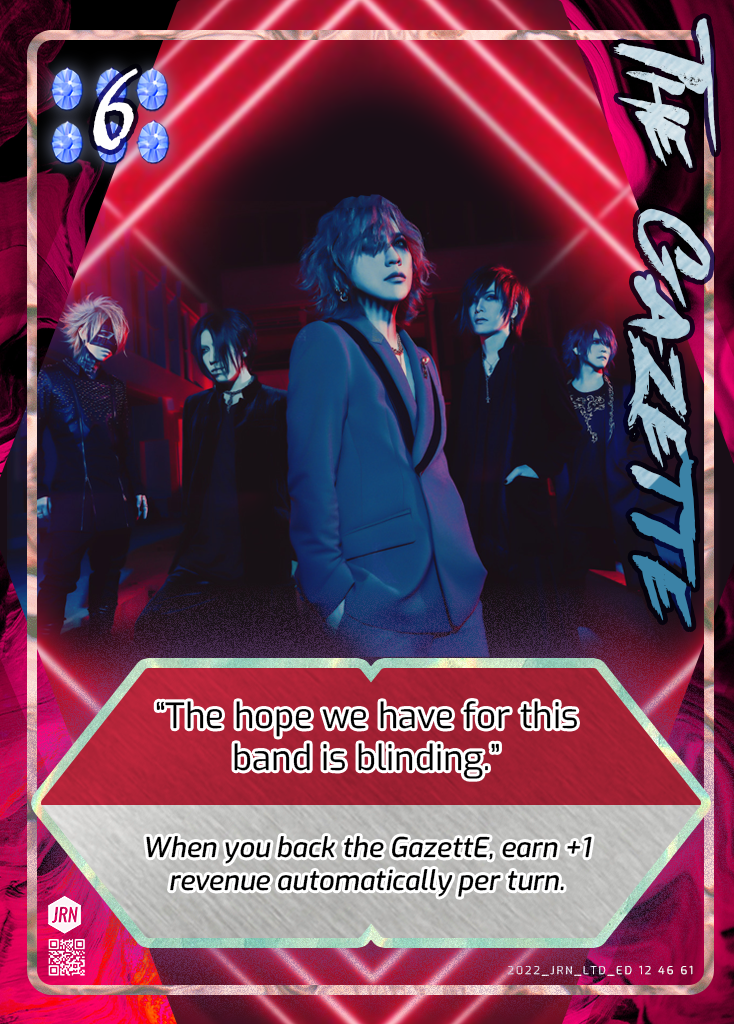 6
THE GAZETTE
“The hope we have for this
band is blinding.”
When you back the GazettE, earn +1
revenue automatically per turn.
JRN
2022_JRN_LTD_ED 12 46 61